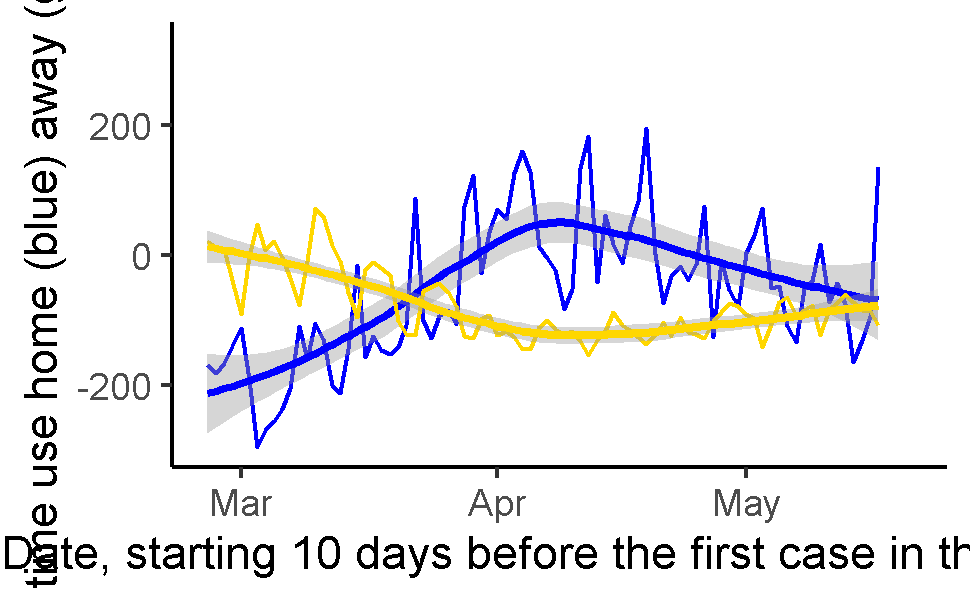 time use home (blue) away (
200
0
-200
Mar Apr May
Date, starting 10 days before the first case in th